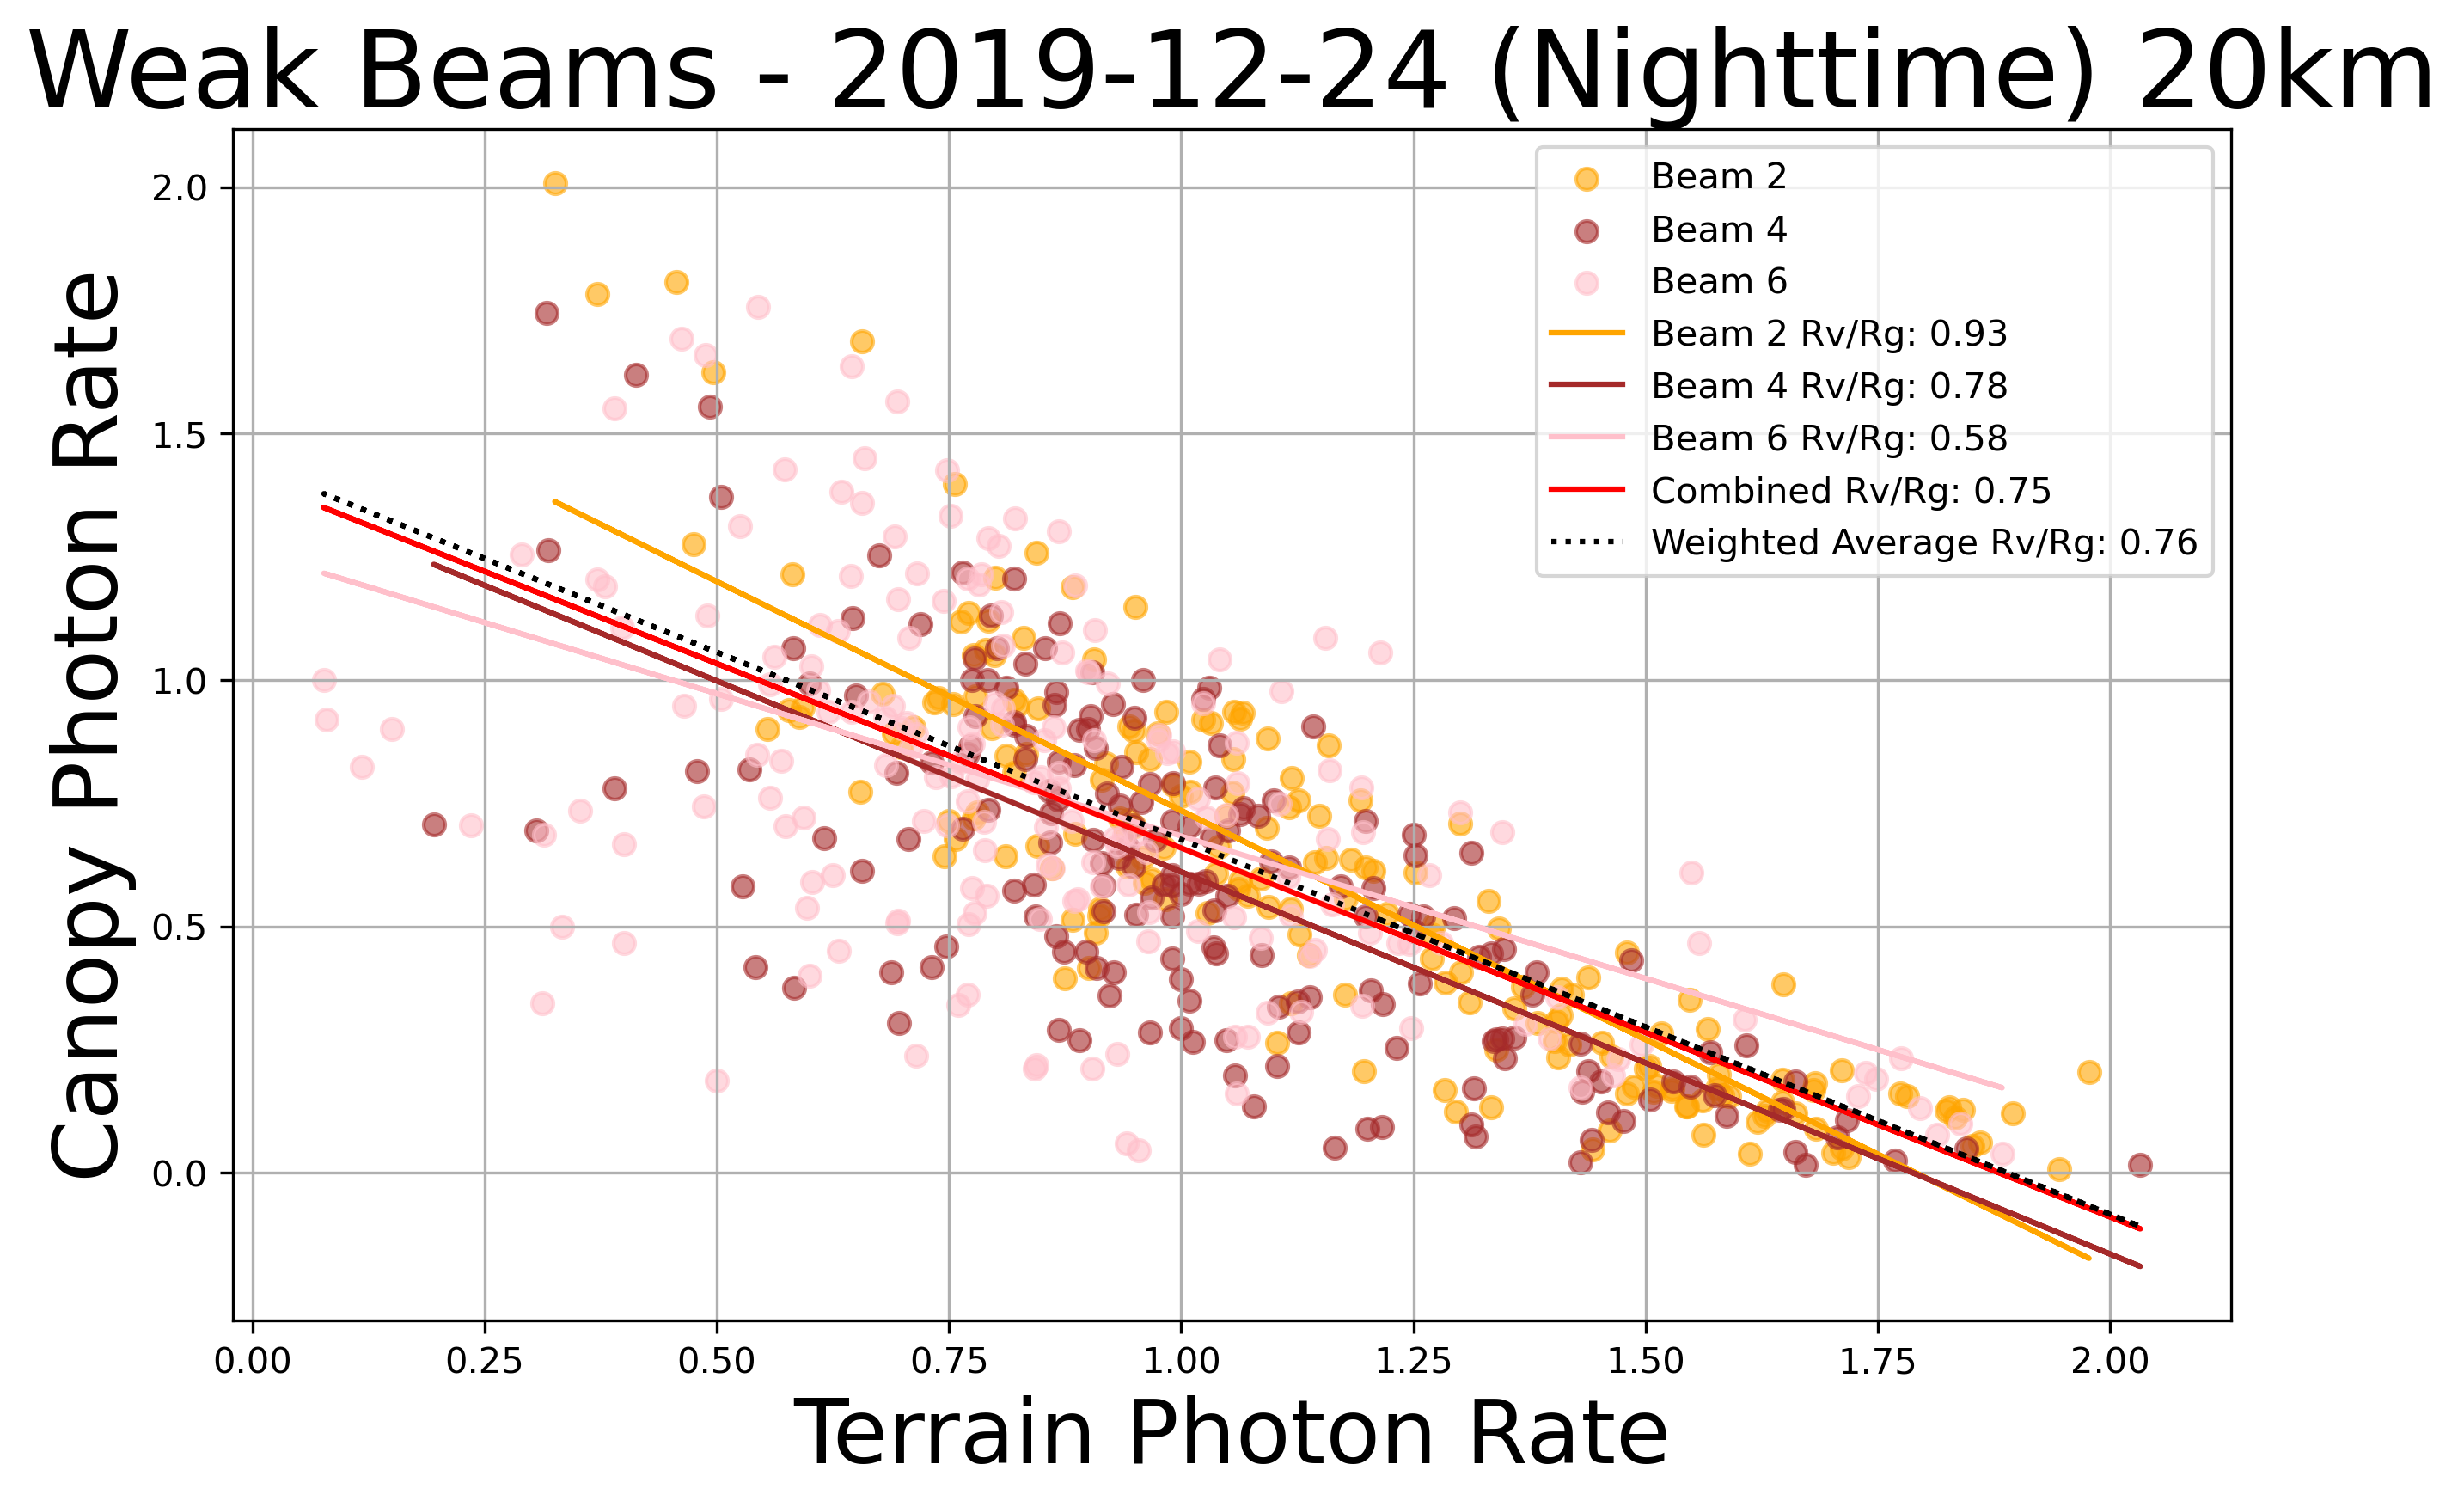 Weak Beams - 2019-12-24 (Nighttime) 20km
Canopy Photon Rate
2.0
1.5
1.0
0.5
0.0
Beam 2
Beam 4
Beam 6
Beam 2 Rv/Rg: 0.93
Beam 4 Rv/Rg: 0.78
Beam 6 Rv/Rg: 0.58
Combined Rv/Rg: 0.75
Weighted Average Rv/Rg: 0.76
0.00 0.25 0.50 0.75 1.00 1.25 1.50 1.75 2.00
Terrain Photon Rate